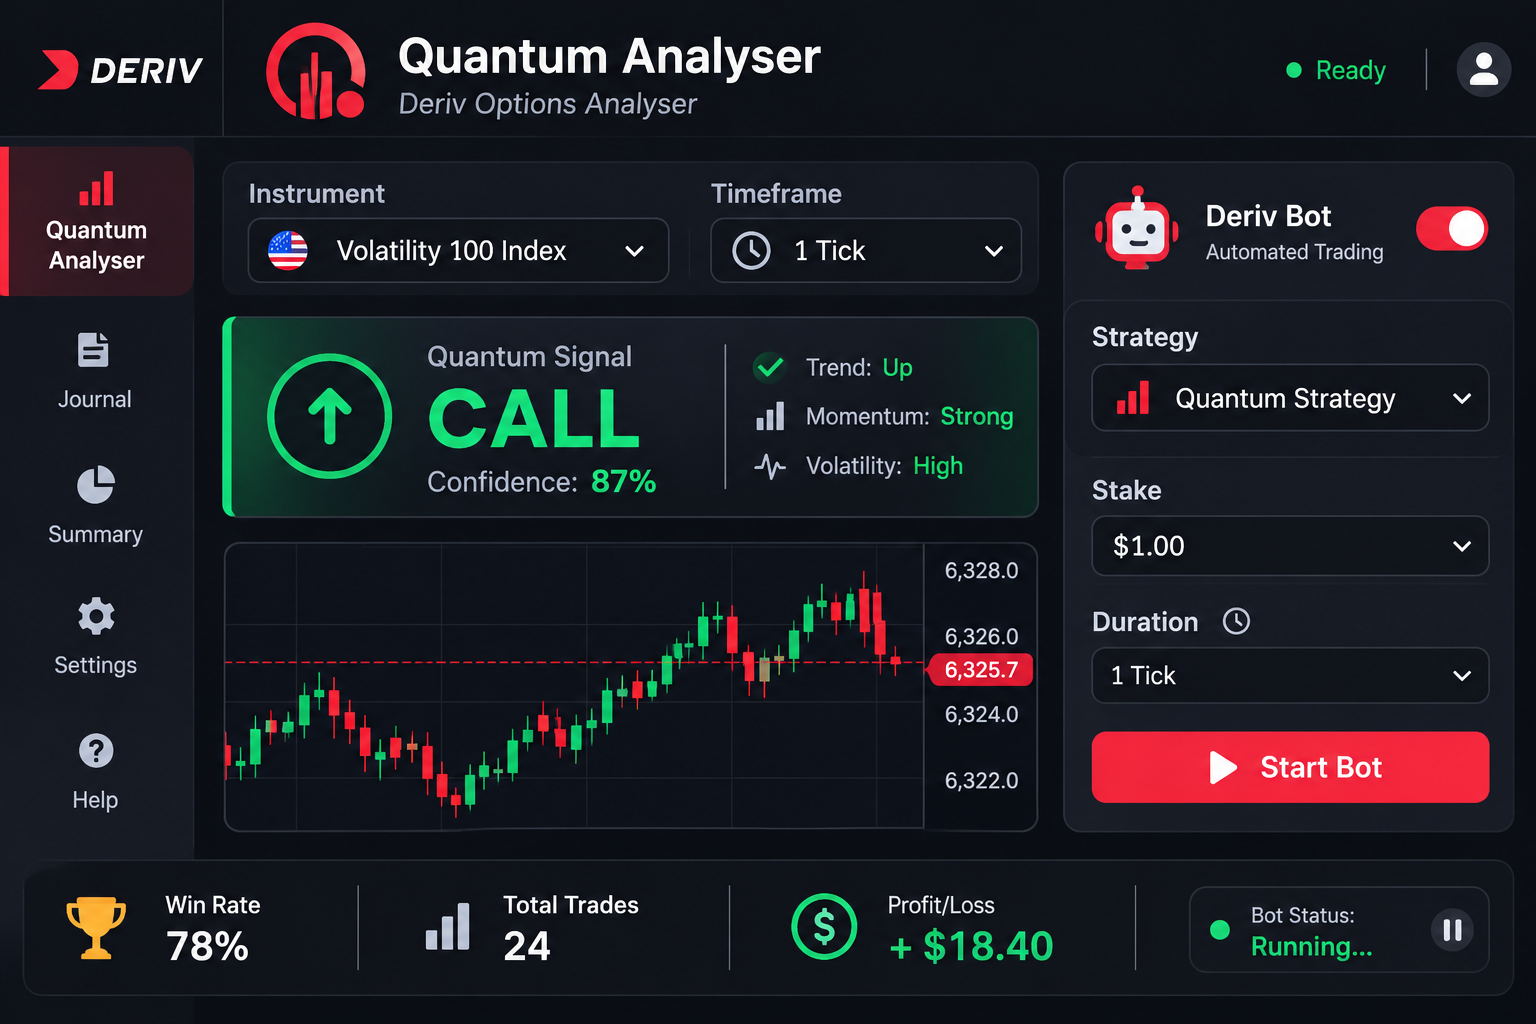 DERIV
Quantum Analyser
Deriv Options Analyser
Ready
Quantum
Analyser
Journal
Summary
Settings
Help
Instrument
Volatility 100 Index
Timeframe
1 Tick
Quantum Signal
CALL
Confidence: 87%
Trend: Up
Momentum: Strong
Volatility: High
6,328.0
6,326.0
6,325.7
6,324.0
6,322.0
Deriv Bot
Automated Trading
Strategy
Quantum Strategy
Stake
$1.00
Duration
1 Tick
Start Bot
Win Rate
78%
Total Trades
24
$
Profit/Loss
+ $18.40
Bot Status:
Running...